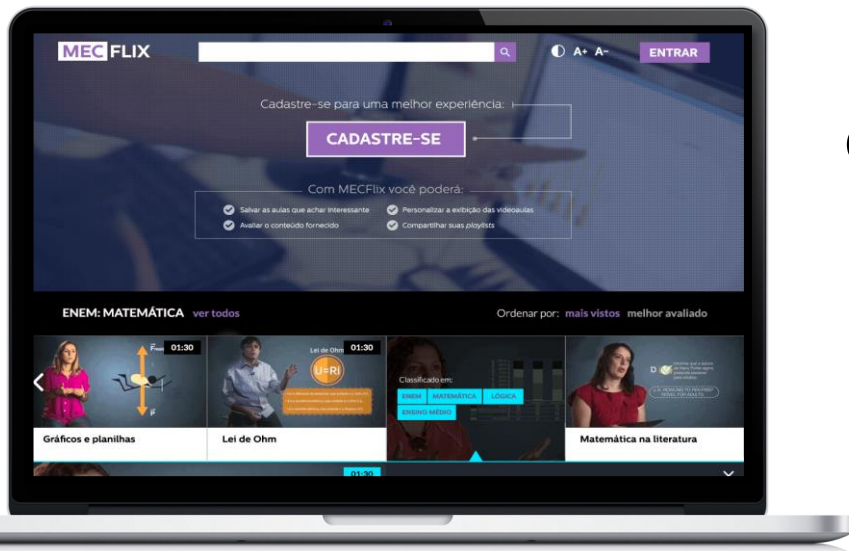 MEC FLIX
A+ A-
ENTRAR
Cadastre-se para uma melhor experiência:
CADASTRE-SE
Com MECFlix você poderá:
Salvar as aulas que achar interessante
Personalizar a exibição das videoaulas
Avaliar o conteúdo fornecido
Compartilhar suas playlists
ENEM: MATEMÁTICA ver todos
Ordenar por: mais vistos melhor avaliado
01:30
F
Lei de Ohm
01:30
U=RI
D
Classificado em:
ENEM MATEMÁTICA LÓGICA
ENSINO MÉDIO
Gráficos e planilhas
Lei de Ohm
Matemática na literatura
01:30